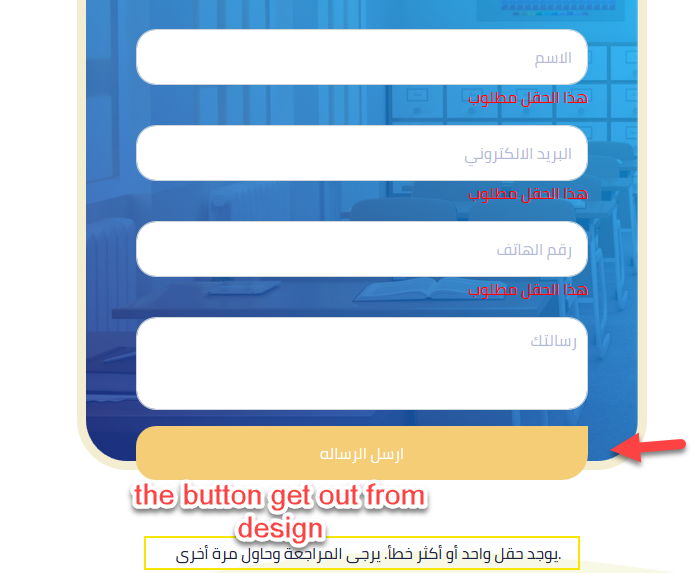 الاسم
هذا الحقل مطلوب
البريد الالكتروني
هذا الحقل مطلوب
رقم الهاتف
هذا الحقل مطلوب
رسالتك
ارسل الرساله
the button get out from
design
يوجد حقل واحد أو أكثر خطأ. يرجى المراجعة وحاول مرة أخرى.